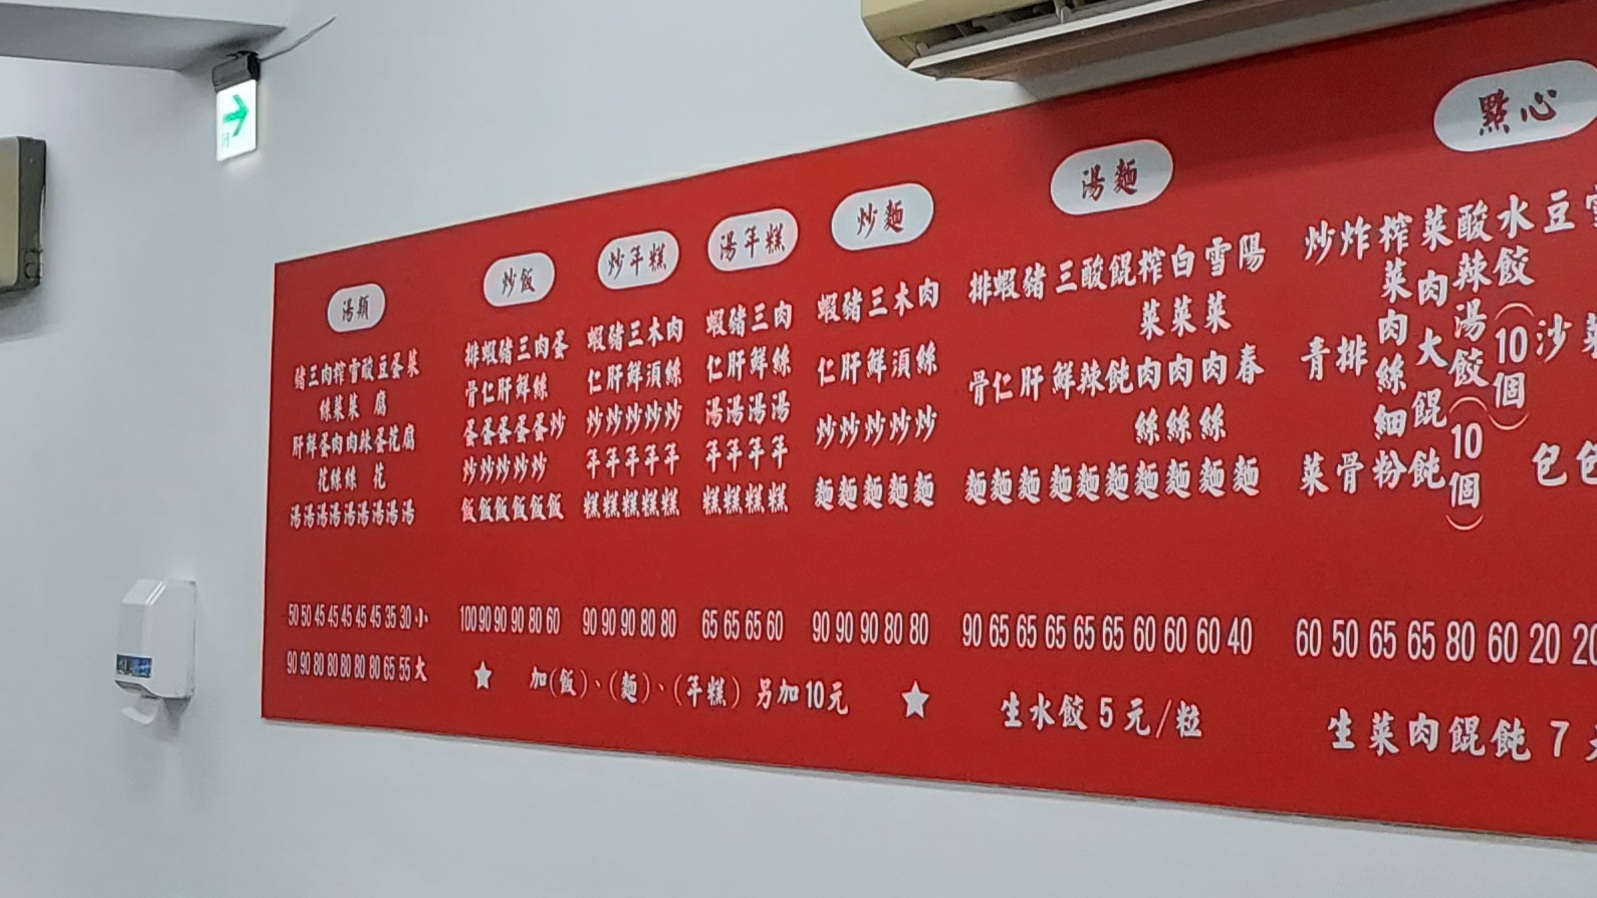 點心
豆沙包 20
水餃(10個) 60
酸辣湯餃(10個) 80
菜肉大餛飩 65
榨菜肉絲細粉 65
炸排骨 50
炒青菜 60
湯麵
陽春麵 40
雪菜肉絲麵 60
白菜肉絲麵 60
榨菜肉絲麵 60
餛飩麵 65
酸辣麵 65
三鮮麵 65
豬肝麵 65
蝦仁麵 65
排骨麵 90
炒麵
肉絲炒麵 80
木湏炒麵 80
三鮮炒麵 90
豬肝炒麵 90
蝦仁炒麵 90
湯年糕
肉絲湯年糕 60
三鮮湯年糕 65
豬肝湯年糕 65
蝦仁湯年糕 65
炒年糕
肉絲炒年糕 80
木湏炒年糕 80
三鮮炒年糕 90
豬肝炒年糕 90
蝦仁炒年糕 90
炒飯
蛋炒飯 60
肉絲蛋炒飯 80
三鮮蛋炒飯 90
豬肝蛋炒飯 90
蝦仁蛋炒飯 90
排骨蛋炒飯 100
湯類
小 大
菜腐湯 30 55
蛋花湯 35 65
豆腐蛋花湯 45 80
酸辣湯 45 80
雪菜肉絲湯 45 80
榨菜肉絲湯 45 80
肉絲蛋花湯 45 80
三鮮湯 50 90
豬肝湯 50 90
★ 加(飯)、(麵)、(年糕)另加10元 ★
生水餃5元/粒
生菜肉餛飩7